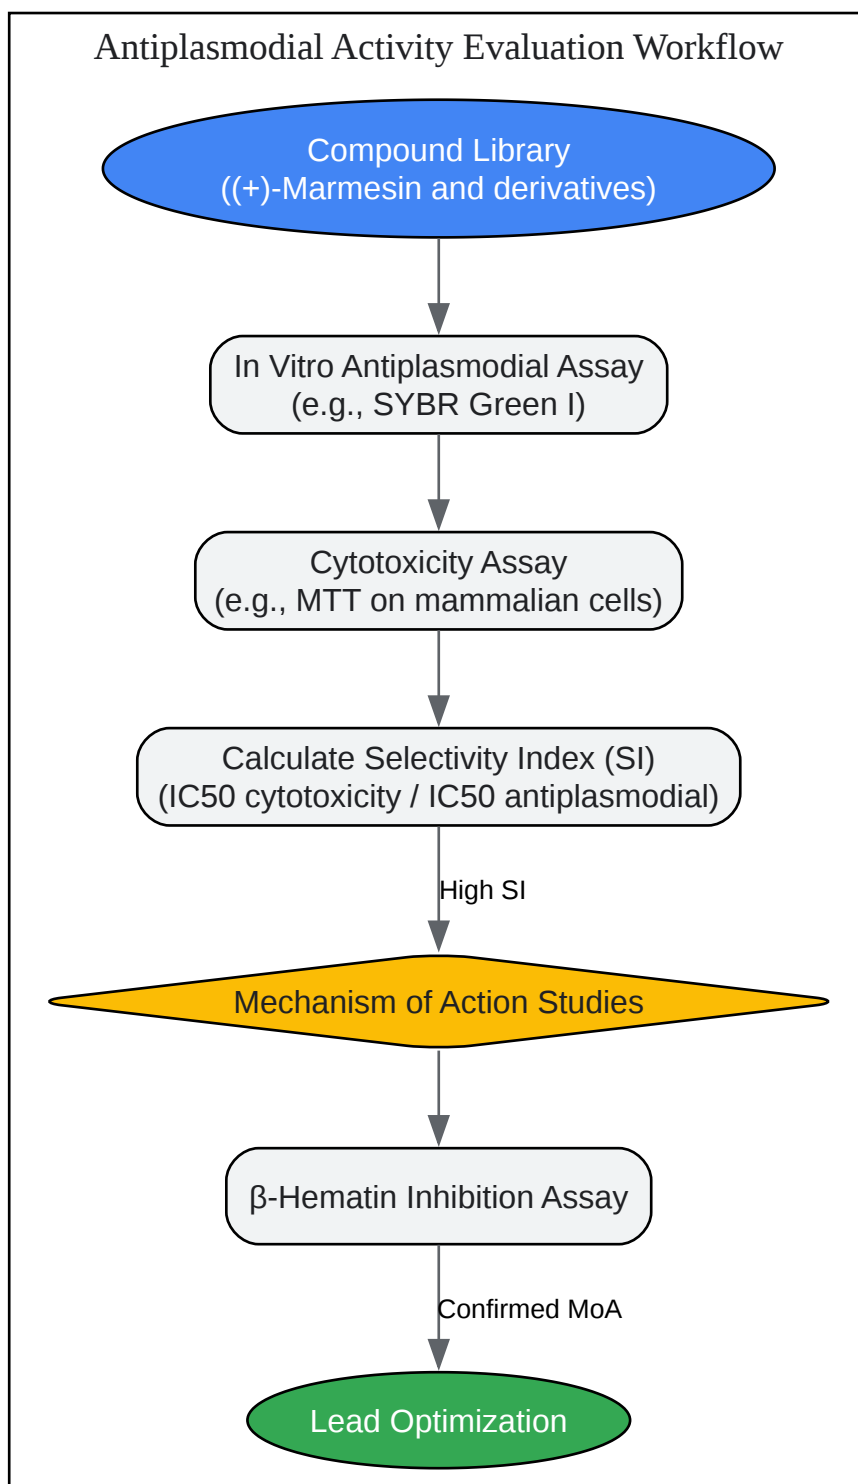 Antiplasmodial Activity Evaluation Workflow
Compound Library
((+)-Marmesin and derivatives)
In Vitro Antiplasmodial Assay
(e.g., SYBR Green I)
Cytotoxicity Assay
(e.g., MTT on mammalian cells)
Calculate Selectivity Index (SI)
(IC50 cytotoxicity / IC50 antiplasmodial)
High SI
Mechanism of Action Studies
β-Hematin Inhibition Assay
Confirmed MoA
Lead Optimization